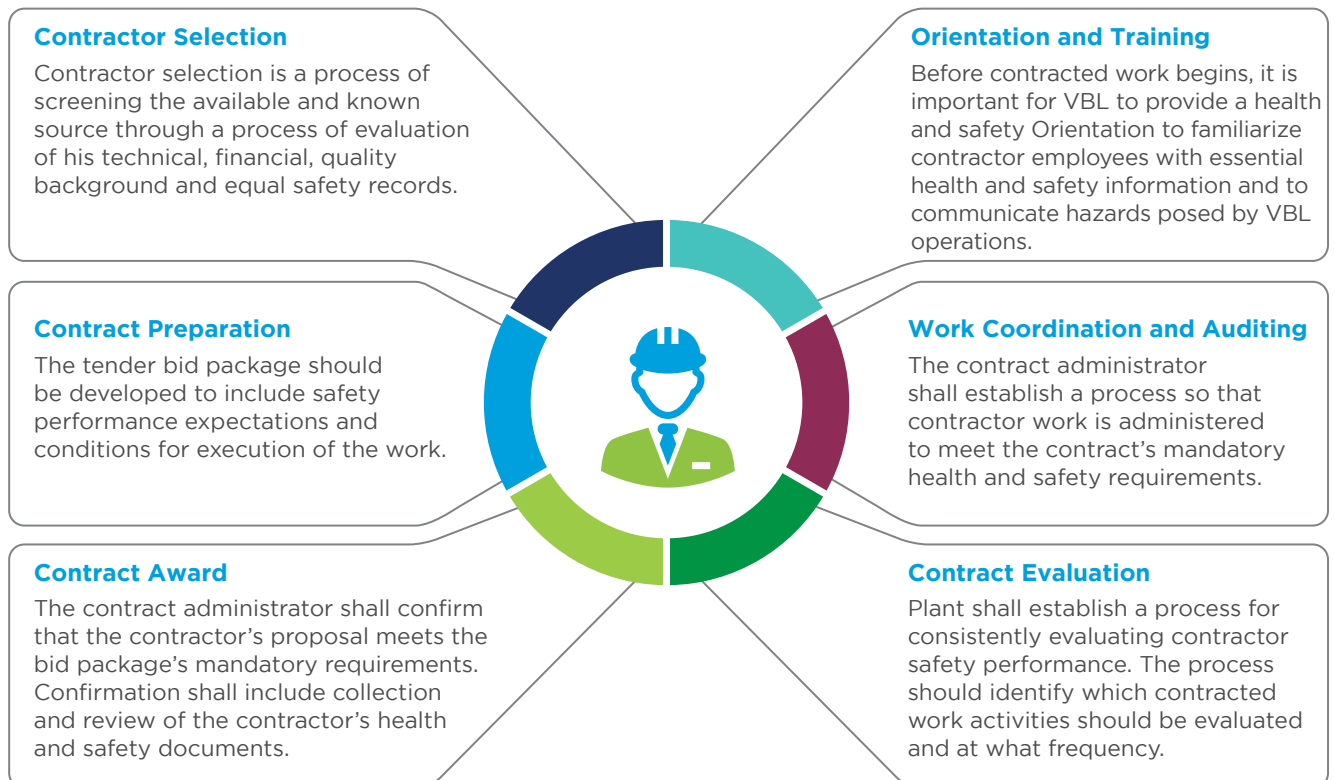 Contractor Selection
Contractor selection is a process of
screening the available and known
source through a process of evaluation
of his technical, financial, quality
background and equal safety records.
Contract Preparation
The tender bid package should
be developed to include safety
performance expectations and
conditions for execution of the work.
Contract Award
The contract administrator shall confirm
that the contractor’s proposal meets the
bid package’s mandatory requirements.
Confirmation shall include collection
and review of the contractor’s health
and safety documents.
Orientation and Training
Before contracted work begins, it is
important for VBL to provide a health
and safety Orientation to familiarize
contractor employees with essential
health and safety information and to
communicate hazards posed by VBL
operations.
Work Coordination and Auditing
The contract administrator
shall establish a process so that
contractor work is administered
to meet the contract’s mandatory
health and safety requirements.
Contract Evaluation
Plant shall establish a process for
consistently evaluating contractor
safety performance. The process
should identify which contracted
work activities should be evaluated
and at what frequency.